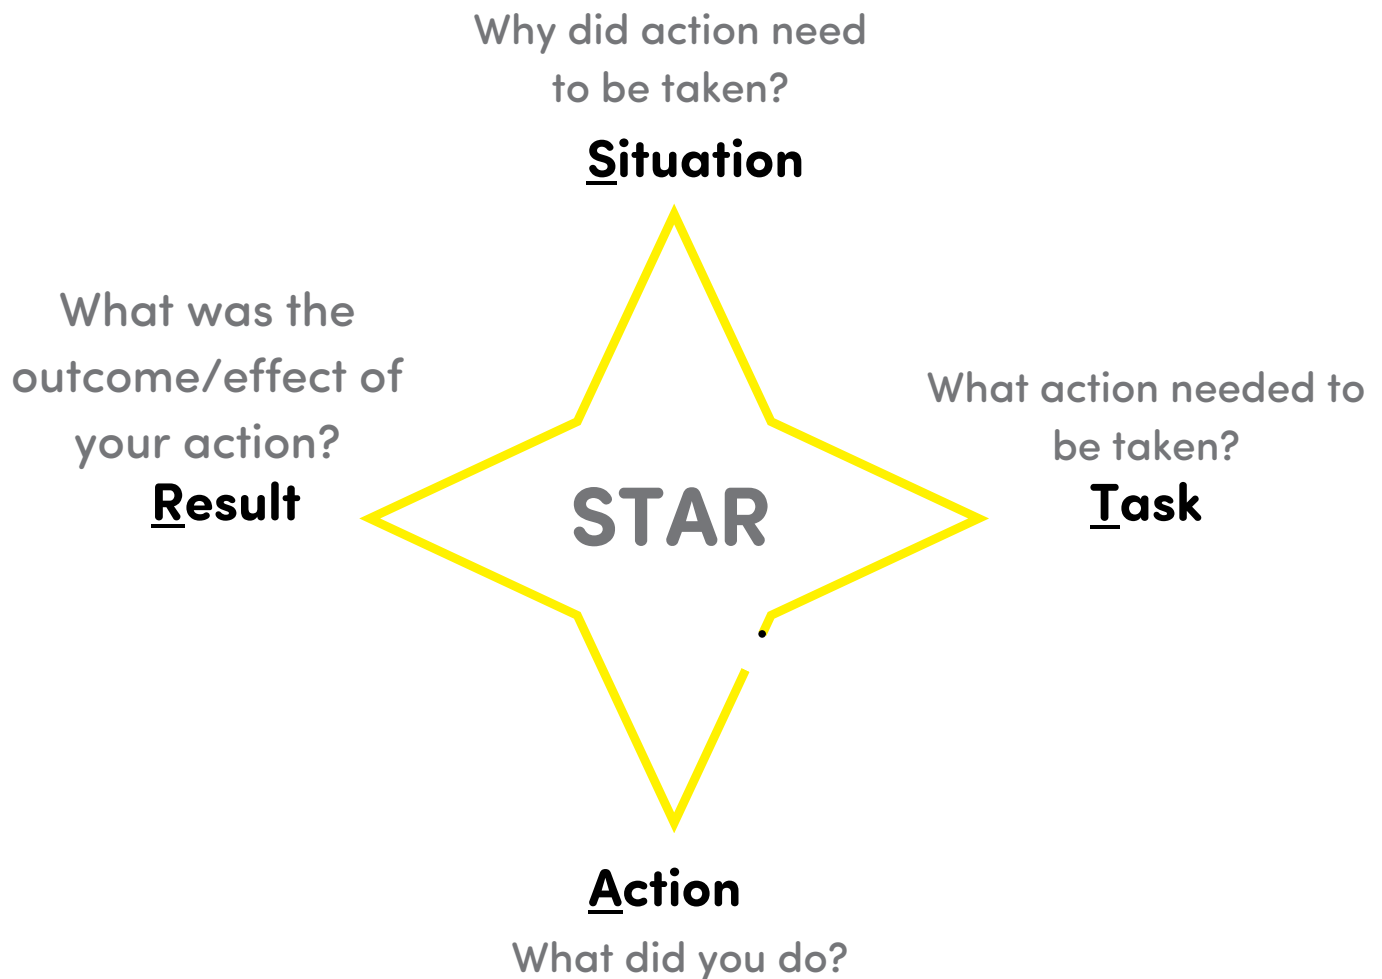 Why did action need
to be taken?
Situation
What was the
outcome/effect of
your action?
Result
STAR
What action needed to
be taken?
Task
Action
What did you do?